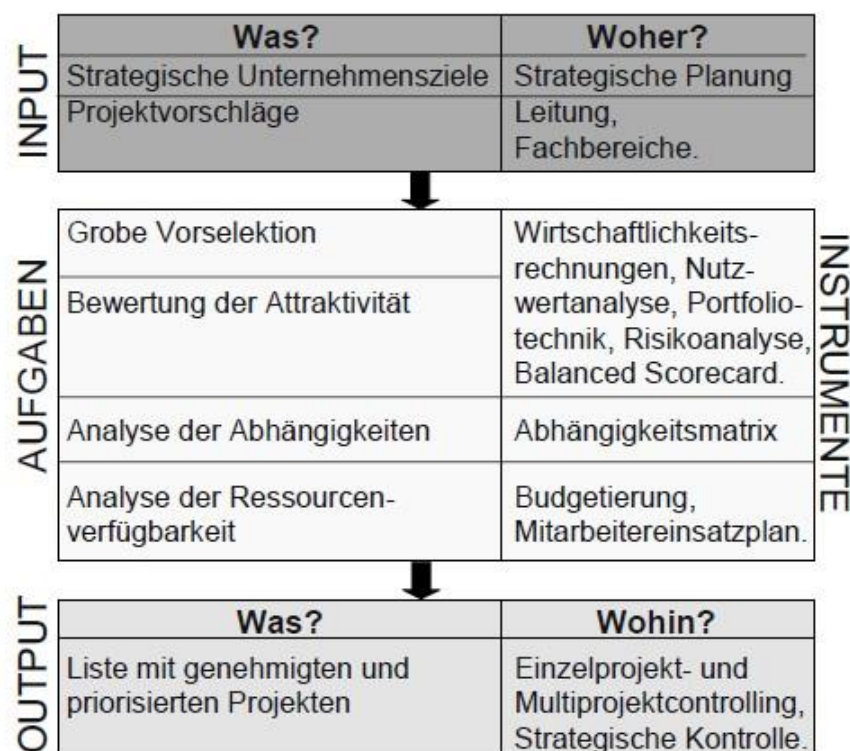 INPUT
Was?
Woher?
Strategische Unternehmensziele
Strategische Planung
Projektvorschläge
Leitung,
Fachbereiche.
AUFGABEN
Grobe Vorselektion
Bewertung der Attraktivität
Wirtschaftlichkeits-
rechnungen, Nutz-
wertanalyse, Portfolio-
technik, Risikoanalyse,
Balanced Scorecard.
Analyse der Abhängigkeiten
Abhängigkeitsmatrix
Analyse der Ressourcen-
verfügbarkeit
Budgetierung,
Mitarbeitereinsatzplan.
INSTRUMENTE
OUTPUT
Was?
Wohin?
Liste mit genehmigten und
priorisierten Projekten
Einzelprojekt- und
Multiprojektcontrolling,
Strategische Kontrolle.